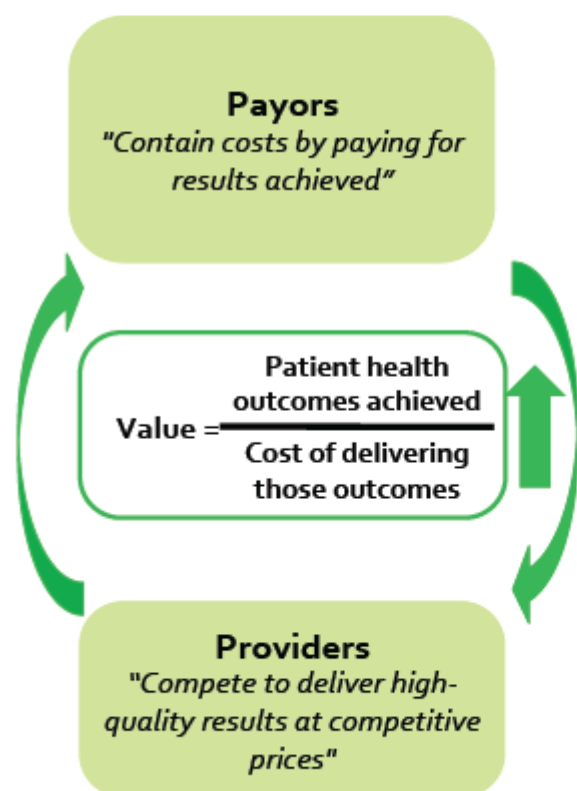 Payors
"Contain costs by paying for
results achieved”
Patient health
outcomes achieved
Value =
Cost of delivering
those outcomes
Providers
"Compete to deliver high-
quality results at competitive
prices"